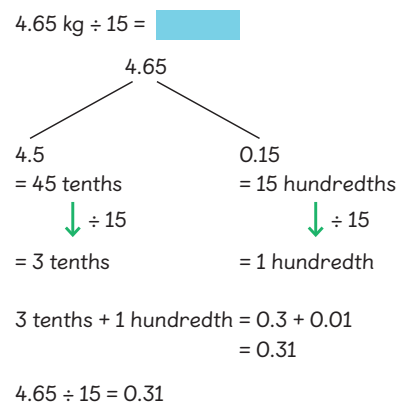 4.65 kg ÷ 15 =
4.65
4.5 0.15
= 45 tenths = 15 hundredths
÷ 15 ÷ 15
= 3 tenths = 1 hundredth
3 tenths + 1 hundredth = 0.3 + 0.01
= 0.31
4.65 ÷ 15 = 0.31